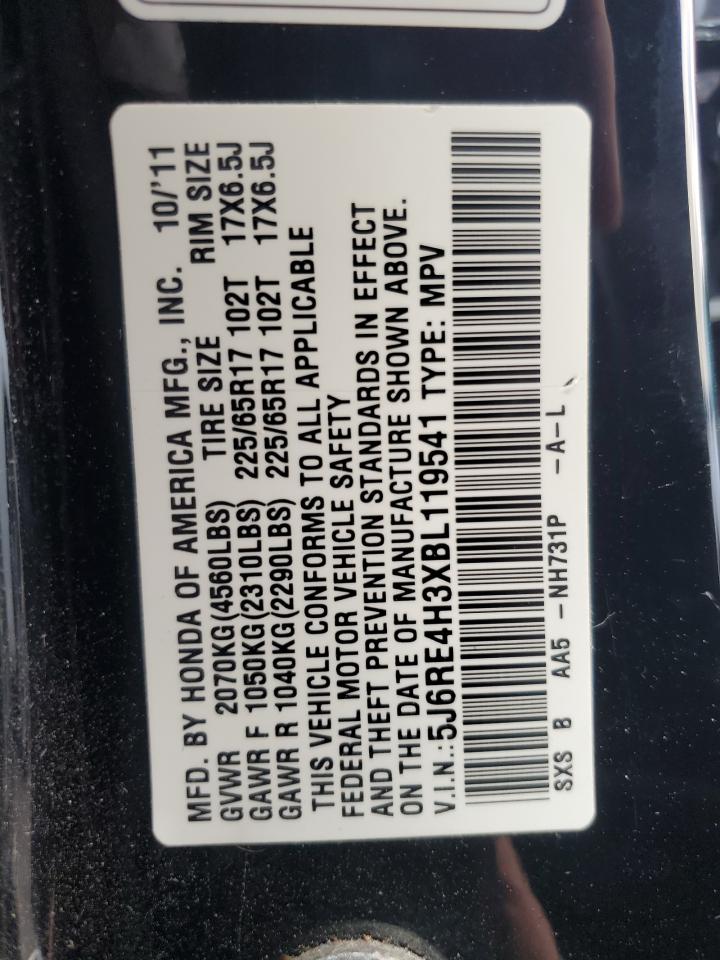 MFD. BY HONDA OF AMERICA MFG., INC. 10/'11
GVWR 2070KG(4560LBS) TIRE SIZE RIM SIZE
GAWR F 1050KG(2310LBS) 225/65R17 102T 17X6.5J
GAWR R 1040KG(2290LBS) 225/65R17 102T 17X6.5J
THIS VEHICLE CONFORMS TO ALL APPLICABLE
FEDERAL MOTOR VEHICLE SAFETY
AND THEFT PREVENTION STANDARDS IN EFFECT
ON THE DATE OF MANUFACTURE SHOWN ABOVE.
V.I.N.:5J6RE4H3XBL119541 TYPE: MPV
SXS B AA5 -NH731P -A-L